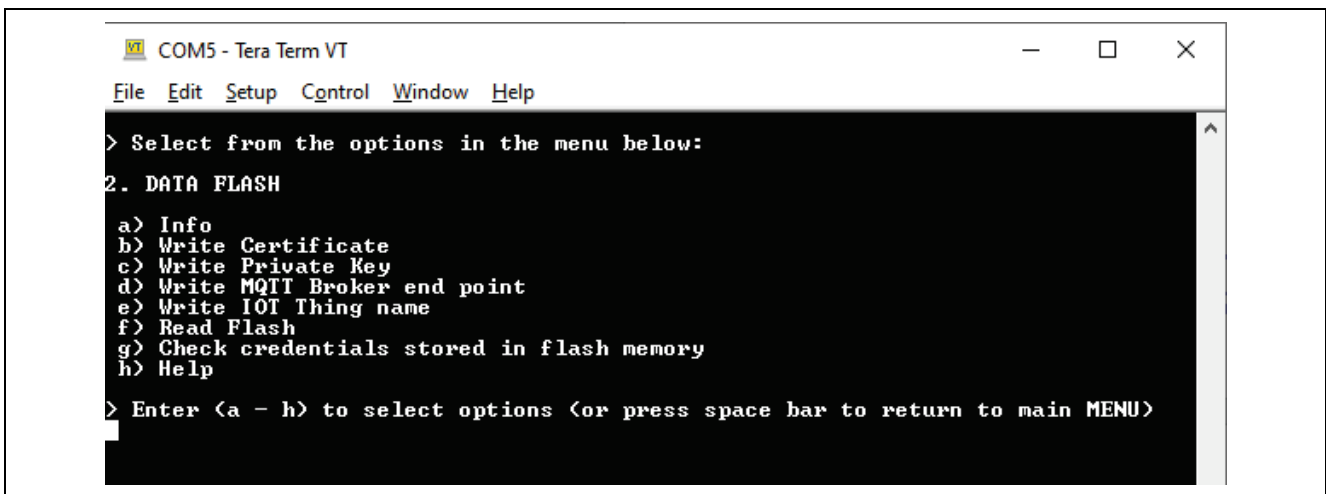 VT COM5 - Tera Term VT
File Edit Setup Control Window Help
> Select from the options in the menu below:
2. DATA FLASH
a) Info
b) Write Certificate
c) Write Private Key
d) Write MQTT Broker end point
e) Write IOT Thing name
f) Read Flash
g) Check credentials stored in flash memory
h) Help
> Enter (a - h) to select options (or press space bar to return to main MENU)